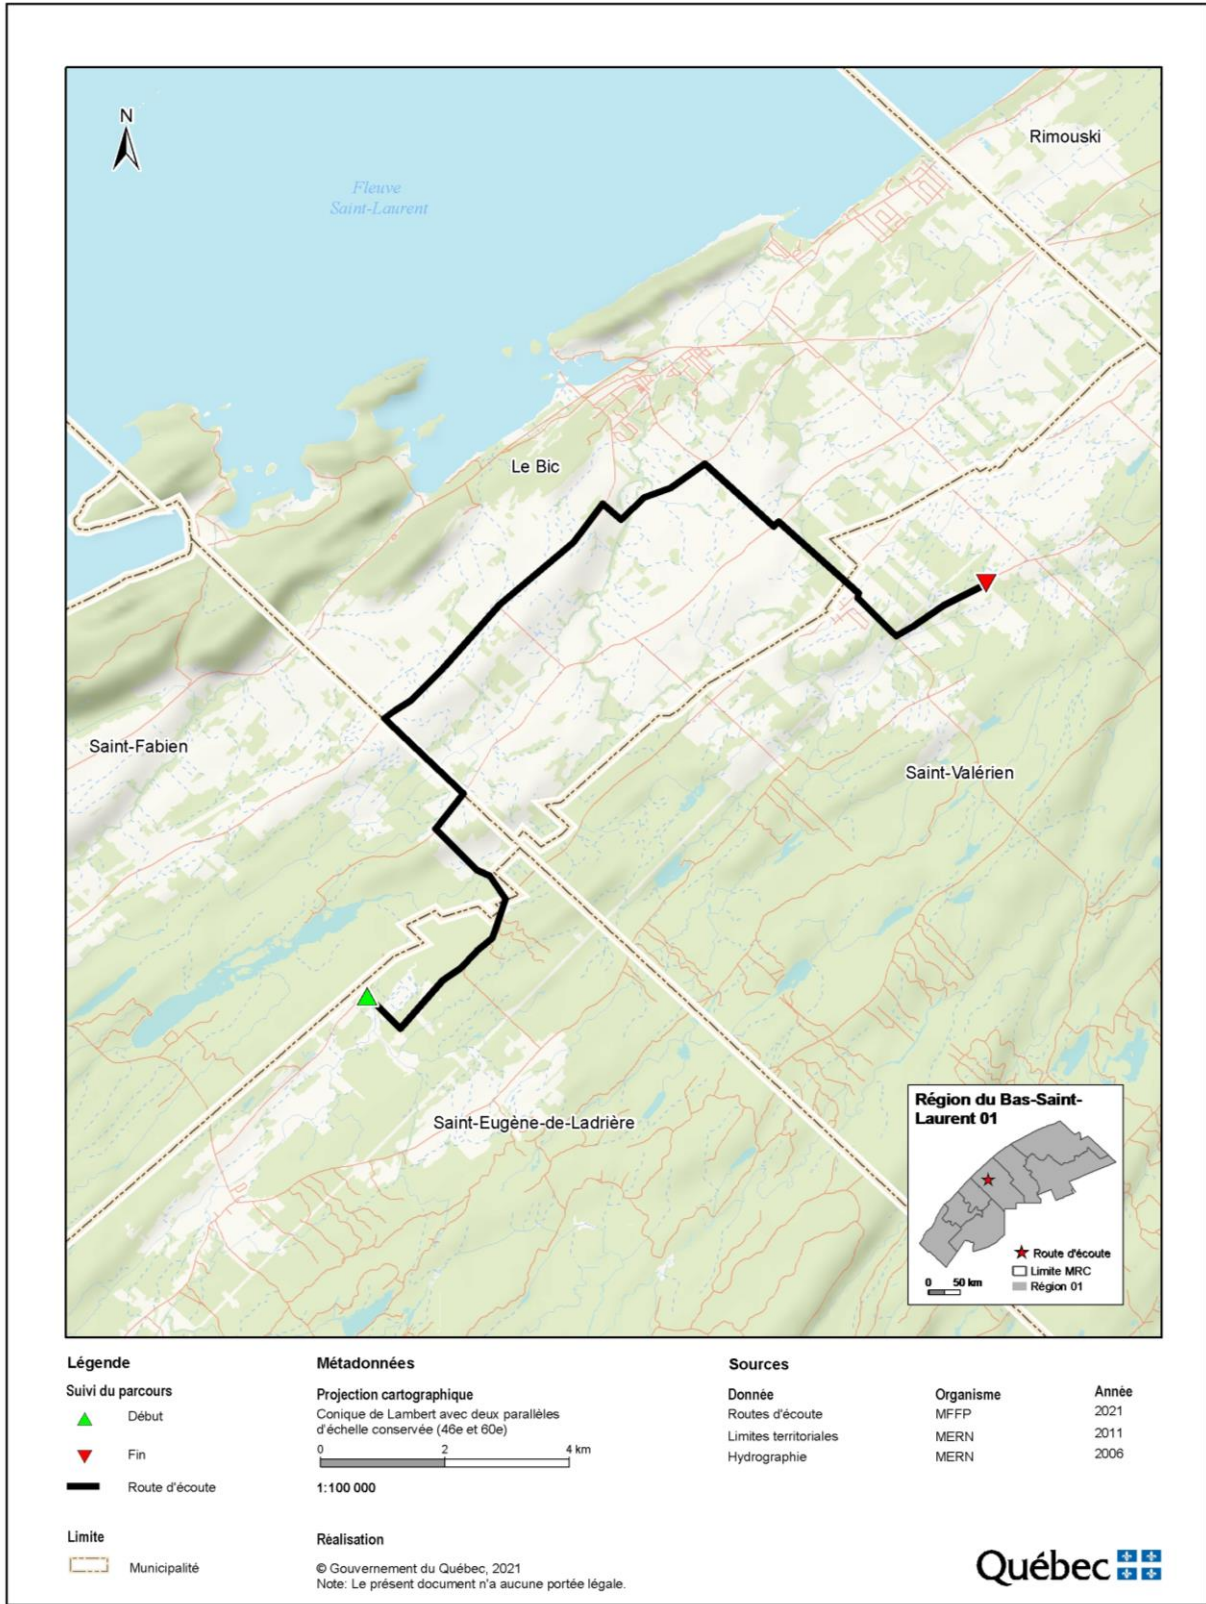 N
Rimouski
Fleuve
Saint-Laurent
Le Bic
Saint-Fabien
Saint-Valérien
Saint-Eugène-de-Ladrière
Région du Bas-Saint-
Laurent 01
Route d'écoute
Limite MRC
Région 01
0 50 km
Légende
Suivi du parcours
Début
Fin
Route d'écoute
Limite
Municipalité
Métadonnées
Projection cartographique
Conique de Lambert avec deux parallèles
d'échelle conservée (46e et 60e)
0 2 4 km
1:100 000
Réalisation
© Gouvernement du Québec, 2021
Note: Le présent document n'a aucune portée légale.
Sources
Donnée Organisme Année
Routes d'écoute MFFP 2021
Limites territoriales MERN 2011
Hydrographie MERN 2006
Québec